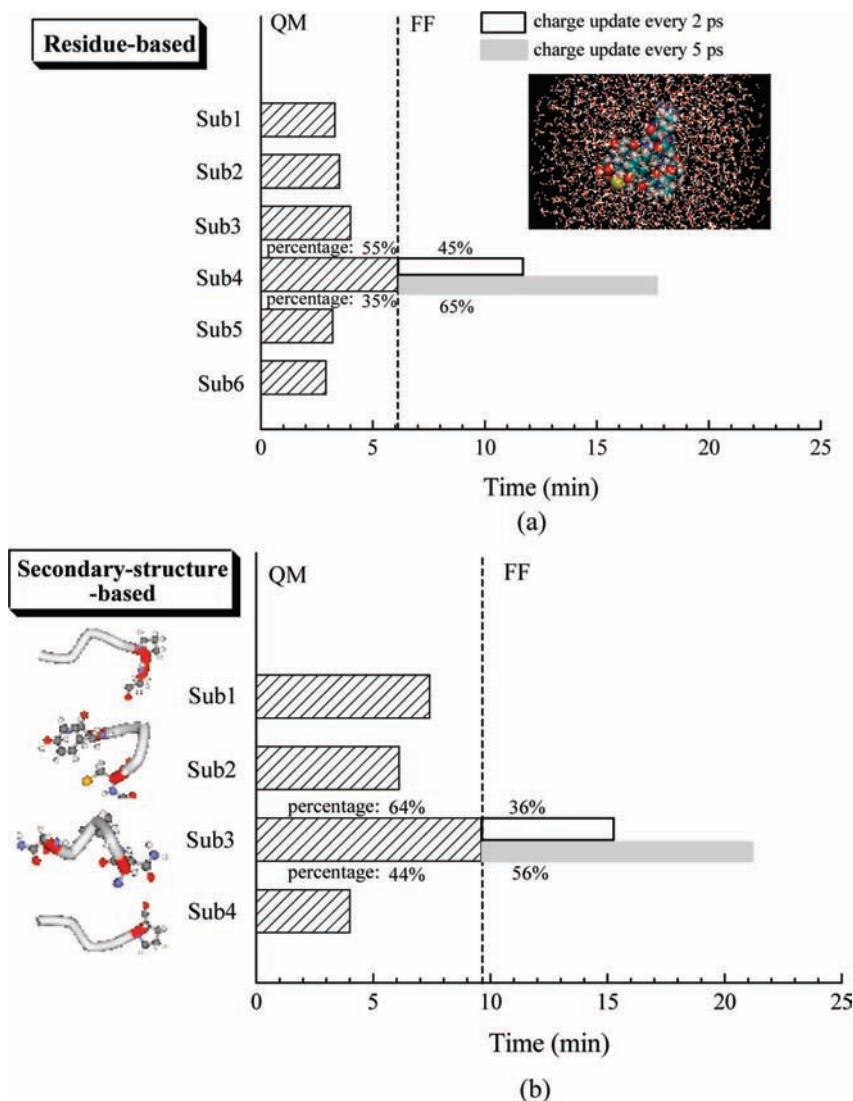 Residue-based
QM
FF
charge update every 2 ps
charge update every 5 ps
Sub1
Sub2
Sub3
percentage: 55% 45%
Sub4
percentage: 35% 65%
Sub5
Sub6
0 5 10 15 20 25
Time (min)
(a)
Secondary-structure
-based
QM
FF
Sub1
Sub2
percentage: 64% 36%
Sub3
percentage: 44% 56%
Sub4
0 5 10 15 20 25
Time (min)
(b)